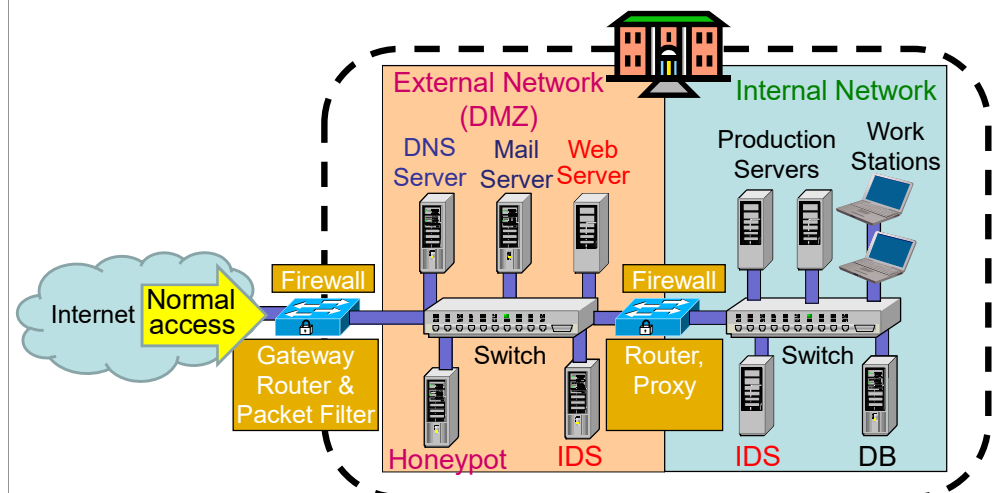 External Network
(DMZ)
Internal Network
DNS
Server
Mail
Server
Web
Server
Production
Servers
Work
Stations
Internet
Normal
access
Firewall
Gateway
Router &
Packet Filter
Switch
Firewall
Router,
Proxy
Switch
Honeypot
IDS
IDS
DB